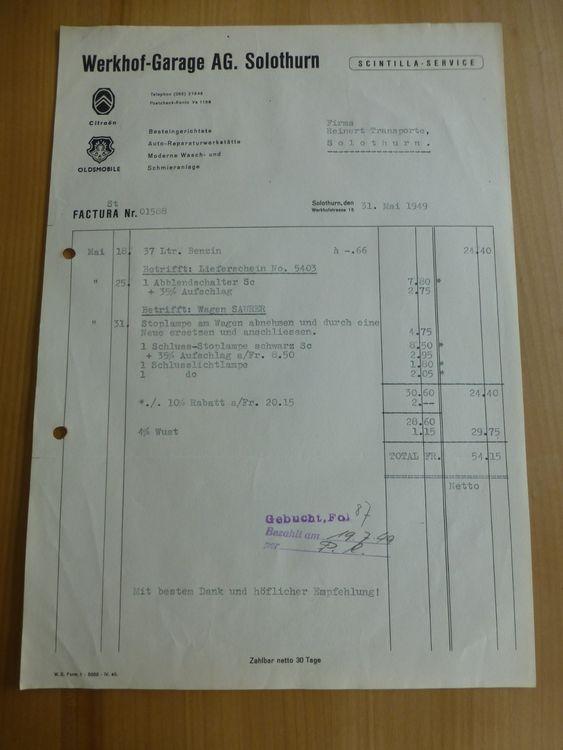 Werkhof-Garage AG. Solothurn
SCINTILLA-SERVICE
Citroën
OLDSMOBILE
Telephon (065) 21848
Postcheck-Konto Va 1188
Besteingerichtete
Auto-Reparaturwerkstätte
Moderne Wasch- und
Schmieranlage
Firma
Reinert Transporte,
Solothurn.
St
FACTURA Nr. 01588
Solothurn, den 31. Mai 1949
Werkhofstrasse 15
Mai 18. 37 Ltr. Benzin à -.66 24.40
Betrifft: Lieferschein No. 5403
" 25. 1 Abblendschalter Sc 7.80 *
+ 35% Aufschlag 2.75
Betrifft: Wagen SAURER
" 31. Stoplampe am Wagen abnehmen und durch eine
Neue ersetzen und anschliessen. 4.75
1 Schluss-Stoplampe schwarz Sc 8.50 *
+ 35% Aufschlag a/Fr. 8.50 2.95
1 Schlusslichtlampe 1.80 *
1 do 2.05 *
30.60 24.40
*./. 10% Rabatt a/Fr. 20.15 2.--
28.60
4% Wust 1.15 29.75
TOTAL FR. 54.15
Netto
Gebucht, Fol 87
Bezahlt am 19.7.49
per
Mit bestem Dank und höflicher Empfehlung!
Zahlbar netto 30 Tage